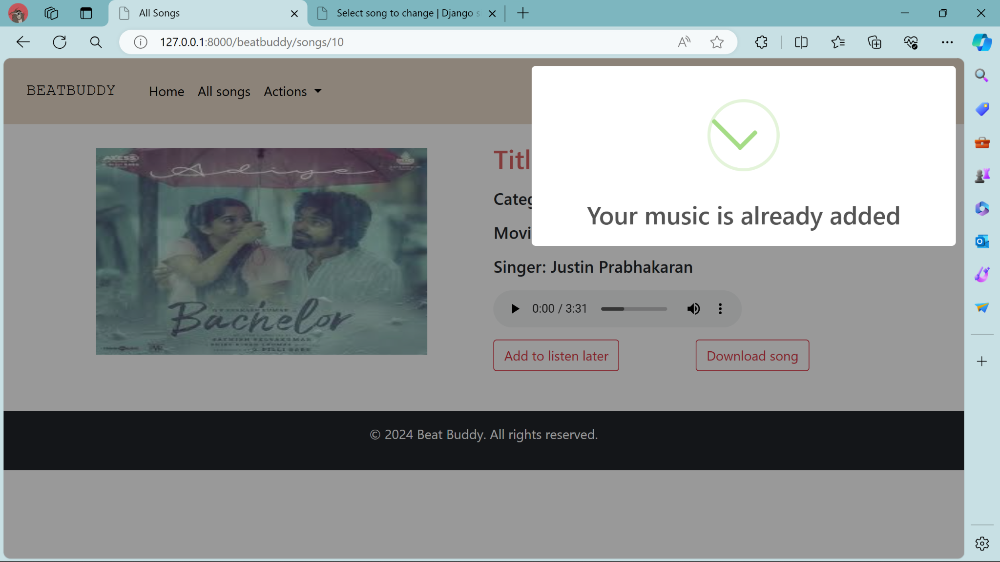 All Songs
Select song to change | Django s
127.0.0.1:8000/beatbuddy/songs/10
BEATBUDDY
Home
All songs
Actions
Your music is already added
AXESS
Adiye
Bachelor
Titl
Categ
Movi
Singer: Justin Prabhakaran
0:00 / 3:31
Add to listen later
Download song
© 2024 Beat Buddy. All rights reserved.